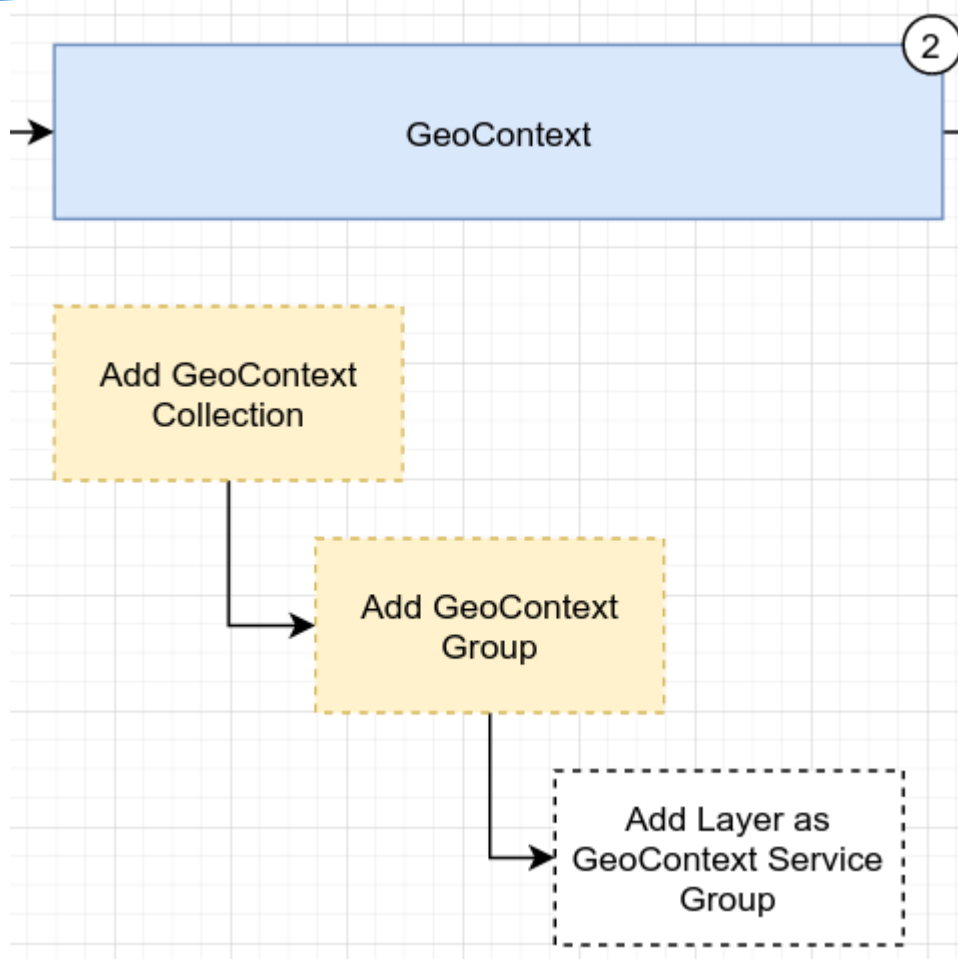 2
GeoContext
Add GeoContext
Collection
Add GeoContext
Group
Add Layer as
GeoContext Service
Group